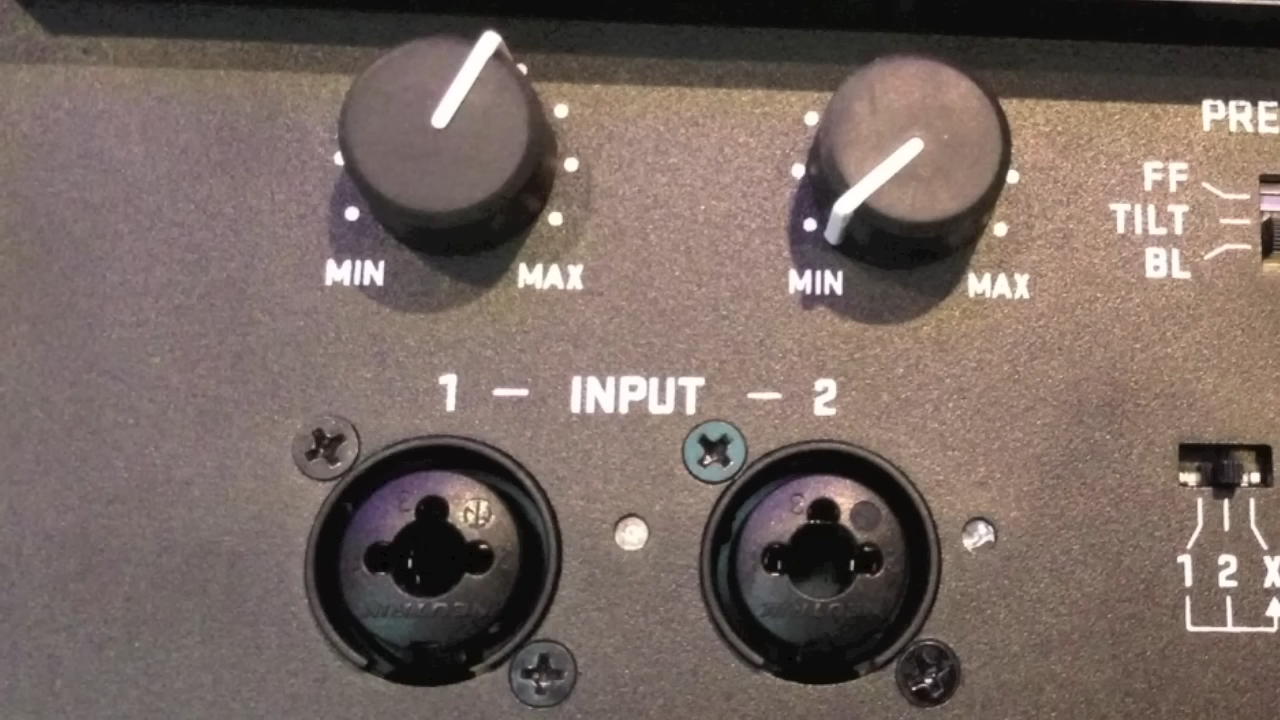 PRE
FF
TILT
BL
MIN MAX
MIN MAX
1 — INPUT — 2
1 2 X